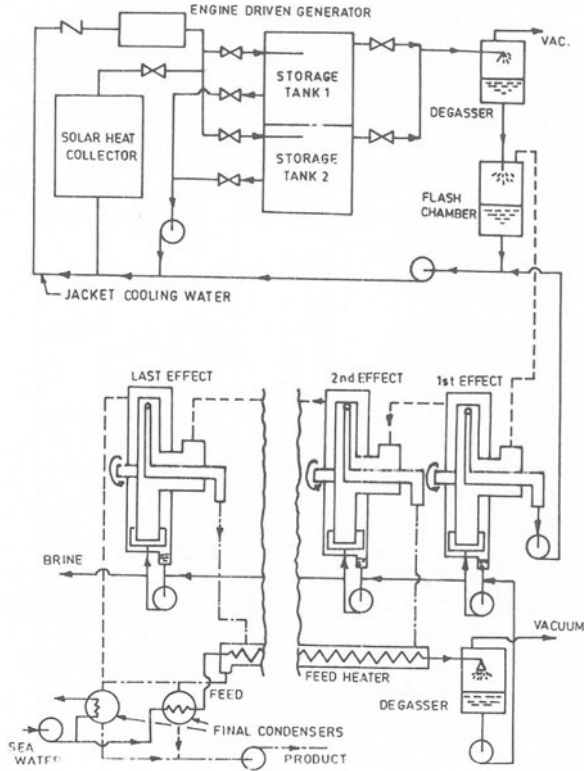 ENGINE DRIVEN GENERATOR
VAC.
STORAGE
TANK 1
DEGASSER
SOLAR HEAT
COLLECTOR
STORAGE
TANK 2
FLASH
CHAMBER
JACKET COOLING WATER
LAST EFFECT
2nd EFFECT
1st EFFECT
BRINE
VACUUM
FEED
FEED HEATER
DEGASSER
FINAL CONDENSERS
SEA
WATER
PRODUCT